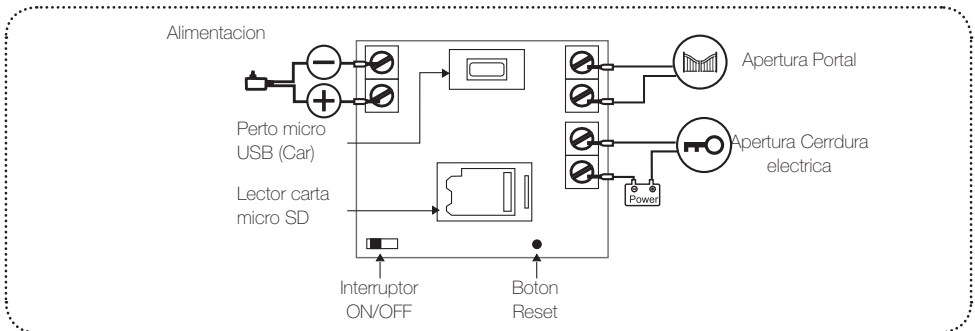 Alimentacion
Apertura Portal
Perto micro
USB (Car)
Apertura Cerrdura
electrica
Power
Lector carta
micro SD
Interruptor
ON/OFF
Boton
Reset